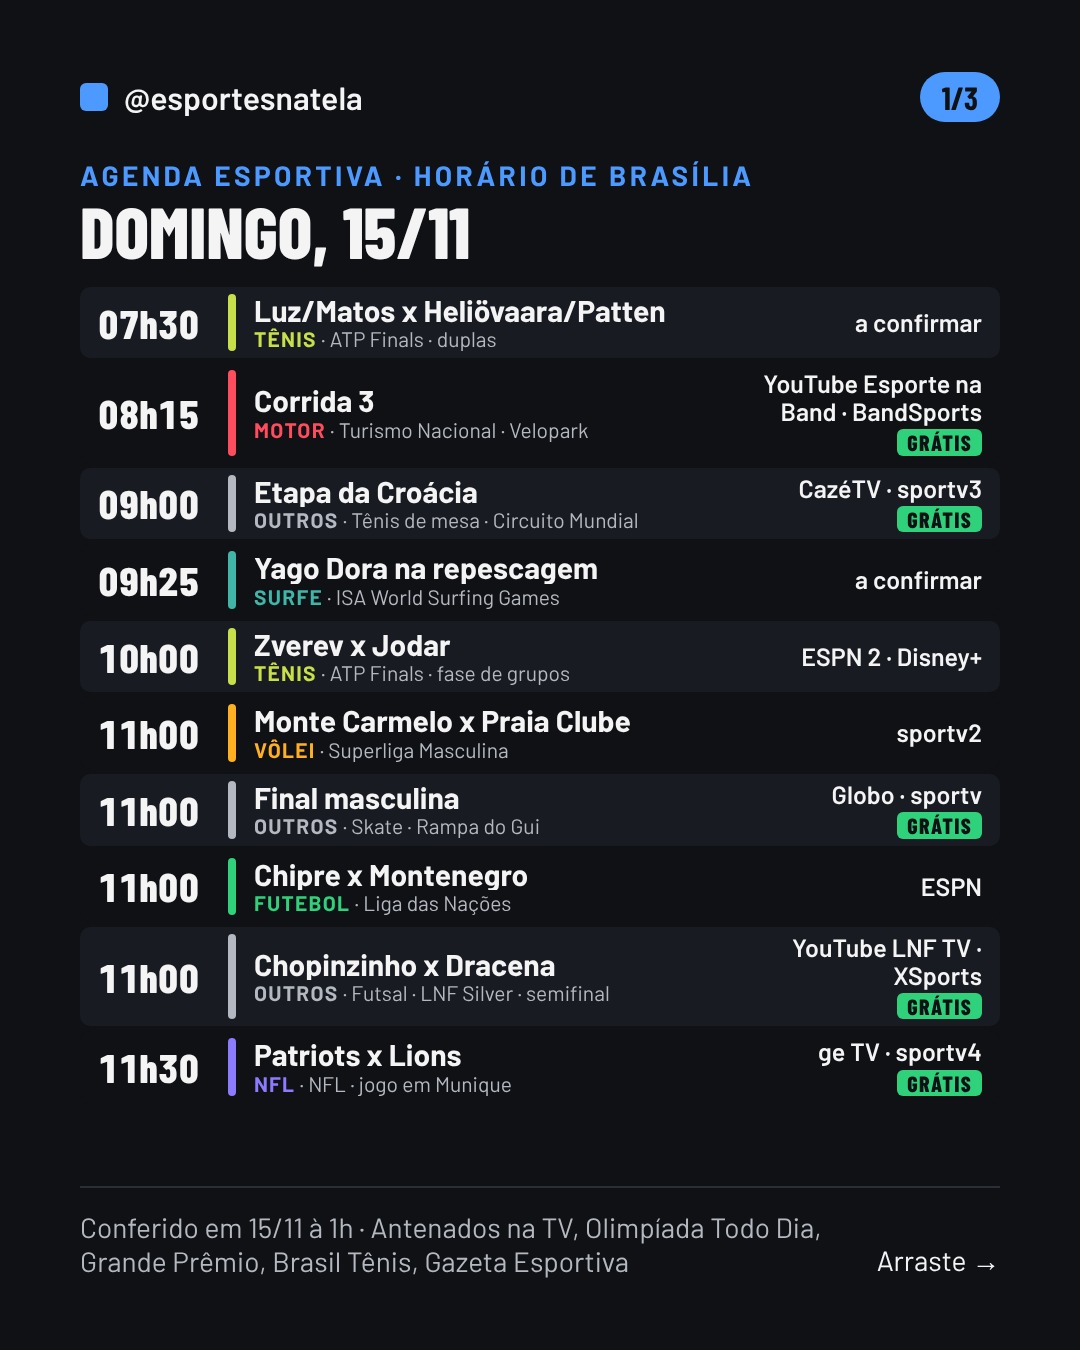 @esportesnatela
1/3
AGENDA ESPORTIVA · HORÁRIO DE BRASÍLIA
DOMINGO, 15/11
07h30
Luz/Matos x Heliövaara/Patten
TÊNIS · ATP Finals · duplas
a confirmar
08h15
Corrida 3
MOTOR · Turismo Nacional · Velopark
YouTube Esporte na
Band · BandSports
GRÁTIS
09h00
Etapa da Croácia
OUTROS · Tênis de mesa · Circuito Mundial
CazéTV · sportv3
GRÁTIS
09h25
Yago Dora na repescagem
SURFE · ISA World Surfing Games
a confirmar
10h00
Zverev x Jodar
TÊNIS · ATP Finals · fase de grupos
ESPN 2 · Disney+
11h00
Monte Carmelo x Praia Clube
VÔLEI · Superliga Masculina
sportv2
11h00
Final masculina
OUTROS · Skate · Rampa do Gui
Globo · sportv
GRÁTIS
11h00
Chipre x Montenegro
FUTEBOL · Liga das Nações
ESPN
11h00
Chopinzinho x Dracena
OUTROS · Futsal · LNF Silver · semifinal
YouTube LNF TV ·
XSports
GRÁTIS
11h30
Patriots x Lions
NFL · NFL · jogo em Munique
ge TV · sportv4
GRÁTIS
Conferido em 15/11 à 1h · Antenados na TV, Olimpíada Todo Dia,
Grande Prêmio, Brasil Tênis, Gazeta Esportiva
Arraste →